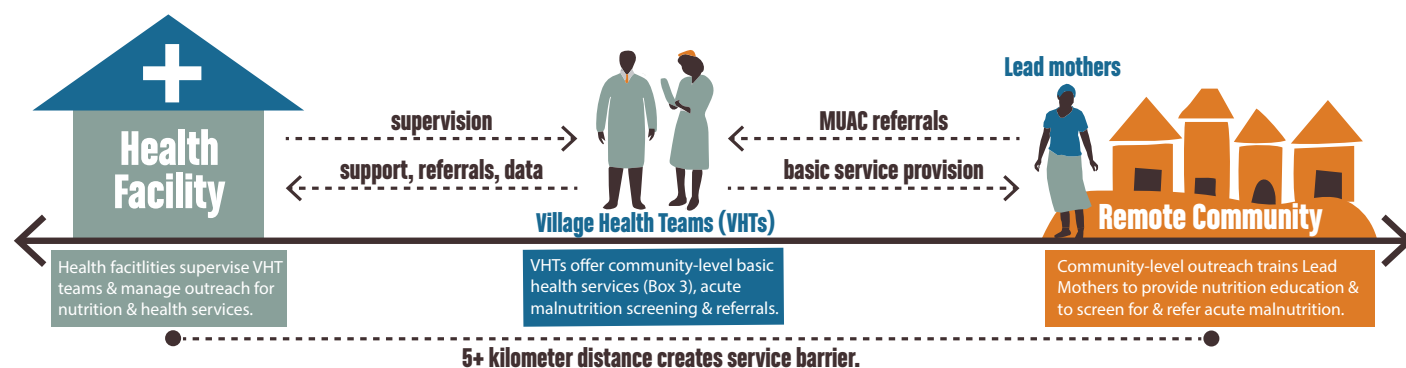 Lead mothers
Health
Facility
supervision
support, referrals, data
MUAC referrals
basic service provision
Village Health Teams (VHTs)
Remote Community
Health facitlities supervise VHT
teams & manage outreach for
nutrition & health services.
VHTs offer community-level basic
health services (Box 3), acute
malnutrition screening & referrals.
Community-level outreach trains Lead
Mothers to provide nutrition education &
to screen for & refer acute malnutrition.
5+ kilometer distance creates service barrier.